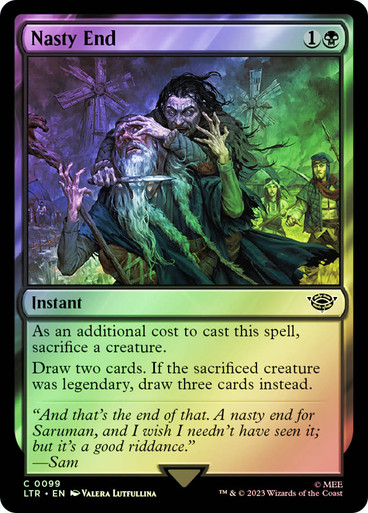 Nasty End 1
Instant
As an additional cost to cast this spell,
sacrifice a creature.
Draw two cards. If the sacrificed creature
was legendary, draw three cards instead.
“And that’s the end of that. A nasty end for
Saruman, and I wish I needn’t have seen it;
but it’s a good riddance.”
—Sam
C 0099
LTR • EN Valera Lutfullina
© MEE
™ & © 2023 Wizards of the Coast